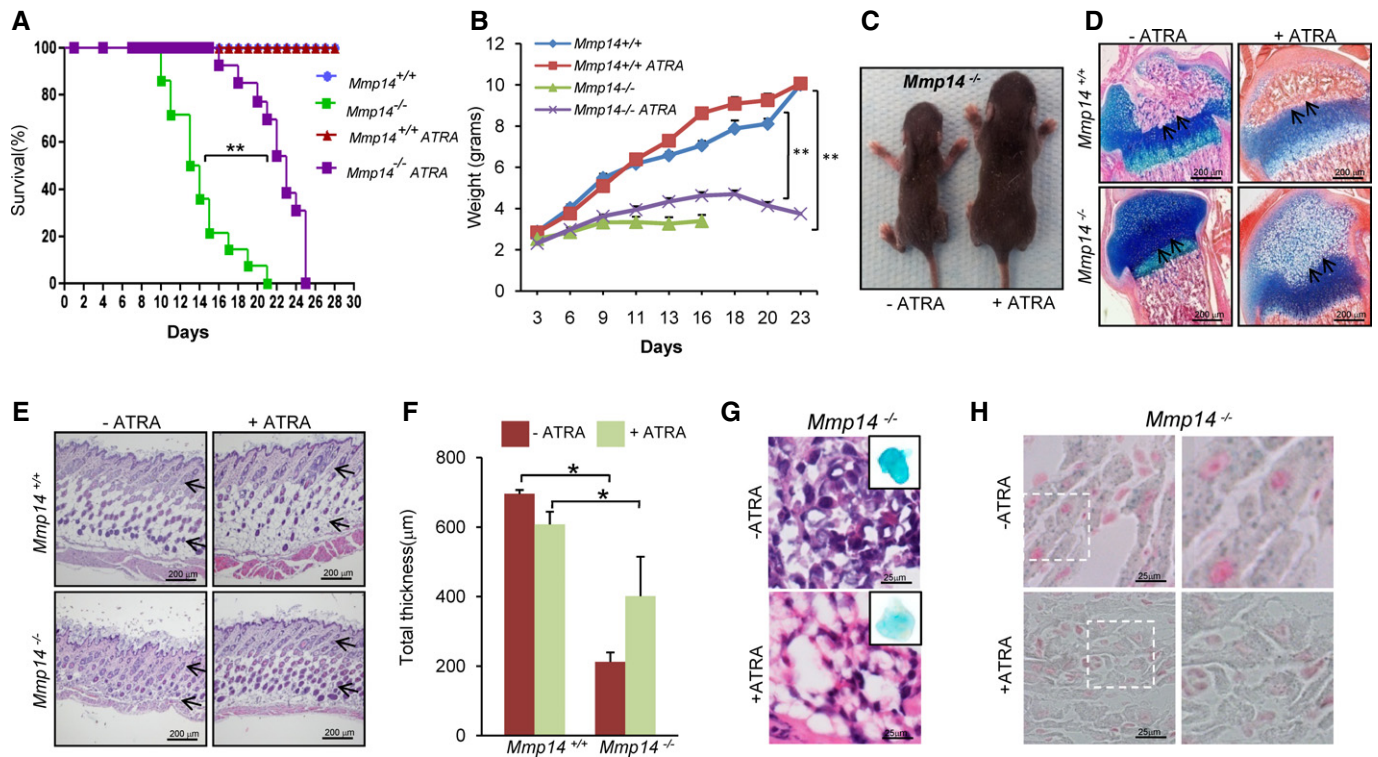 A
Survival(%)
100
80
60
40
20
0
0 2 4 6 8 10 12 14 16 18 20 22 24 26 28 30
Days
**
Mmp14+/+
Mmp14-/-
Mmp14+/+ ATRA
Mmp14-/- ATRA
B
Weight (grams)
12
10
8
6
4
2
0
3 6 9 11 13 16 18 20 23
Days
Mmp14+/+
Mmp14+/+ ATRA
Mmp14-/-
Mmp14-/- ATRA
** **
C
Mmp14 -/-
- ATRA + ATRA
D
- ATRA + ATRA
Mmp14 +/+
200 µm 200 µm
Mmp14 -/-
200 µm 200 µm
E
- ATRA + ATRA
Mmp14 +/+
200 µm 200 µm
Mmp14 -/-
200 µm 200 µm
F
- ATRA + ATRA
Total thickness(µm)
800
600
400
200
0
* *
Mmp14 +/+ Mmp14 -/-
G
Mmp14 -/-
-ATRA
25µm
+ATRA
25µm
H
Mmp14 -/-
-ATRA
25µm
+ATRA
25µm